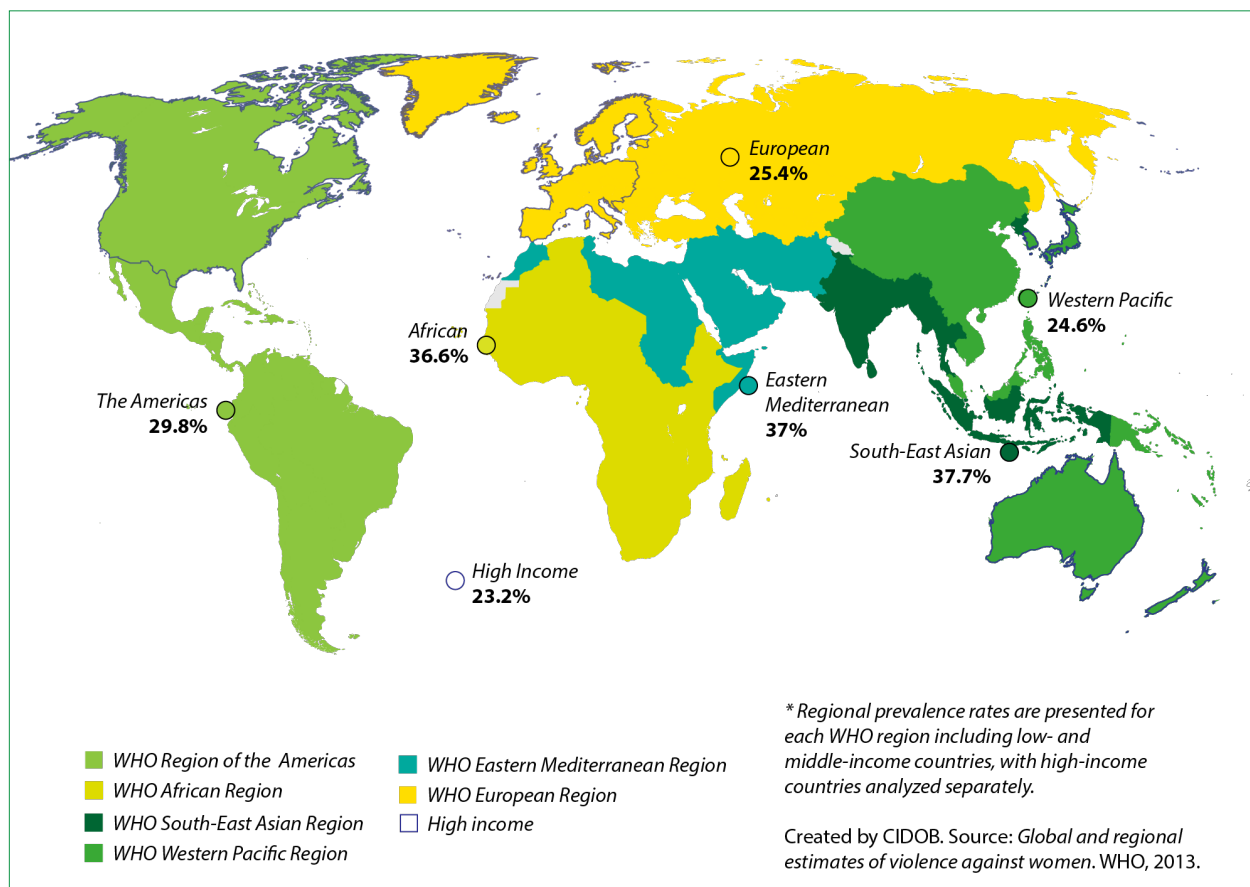 European
25.4%
Western Pacific
24.6%
African
36.6%
Eastern
Mediterranean
37%
The Americas
29.8%
South-East Asian
37.7%
High Income
23.2%
* Regional prevalence rates are presented for
each WHO region including low- and
middle-income countries, with high-income
countries analyzed separately.
WHO Region of the Americas
WHO African Region
WHO South-East Asian Region
WHO Western Pacific Region
WHO Eastern Mediterranean Region
WHO European Region
High income
Created by CIDOB. Source: Global and regional
estimates of violence against women. WHO, 2013.